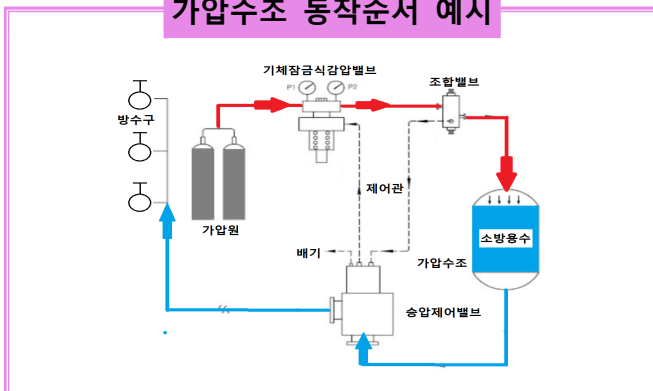 가압수조 동작순서 예시
기체잠금식감압밸브
P1
P2
조합밸브
방수구
제어관
가압원
배기
가압수조
소방용수
승압제어밸브